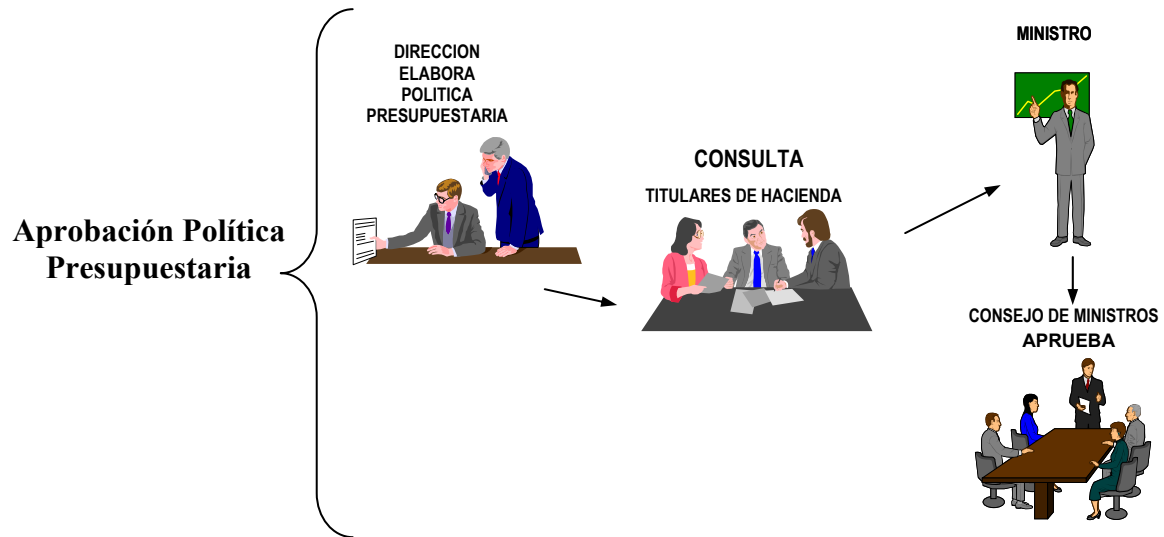 Aprobación Política
Presupuestaria
DIRECCION
ELABORA
POLITICA
PRESUPUESTARIA
CONSULTA
TITULARES DE HACIENDA
MINISTRO
CONSEJO DE MINISTROS
APRUEBA